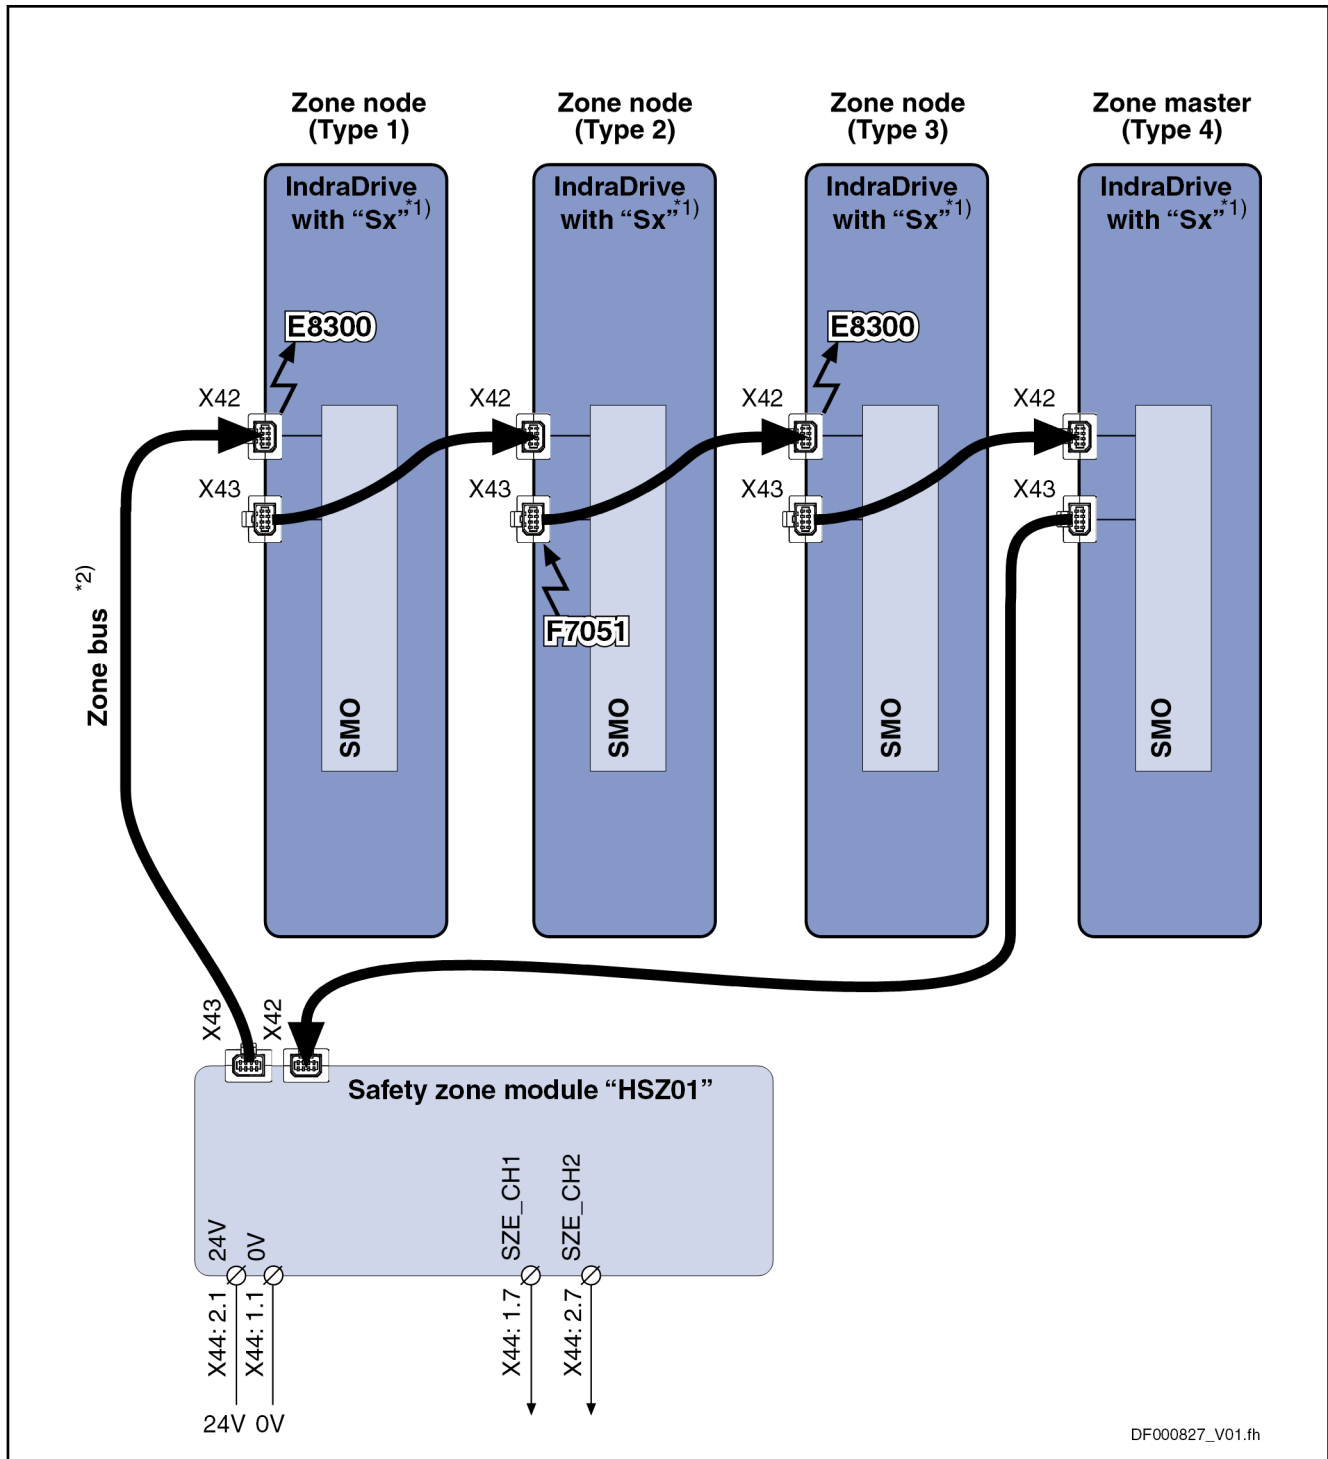 Zone node
(Type 1)
Zone node
(Type 2)
Zone node
(Type 3)
Zone master
(Type 4)
IndraDrive
with “Sx”*1)
IndraDrive
with “Sx”*1)
IndraDrive
with “Sx”*1)
IndraDrive
with “Sx”*1)
E8300
E8300
X42
X42
X42
X42
X43
X43
X43
X43
F7051
Zone bus *2)
SMO
SMO
SMO
SMO
X43
X42
Safety zone module “HSZ01”
24V
0V
SZE_CH1
SZE_CH2
X44: 2.1
X44: 1.1
X44: 1.7
X44: 2.7
24V 0V
DF000827_V01.fh